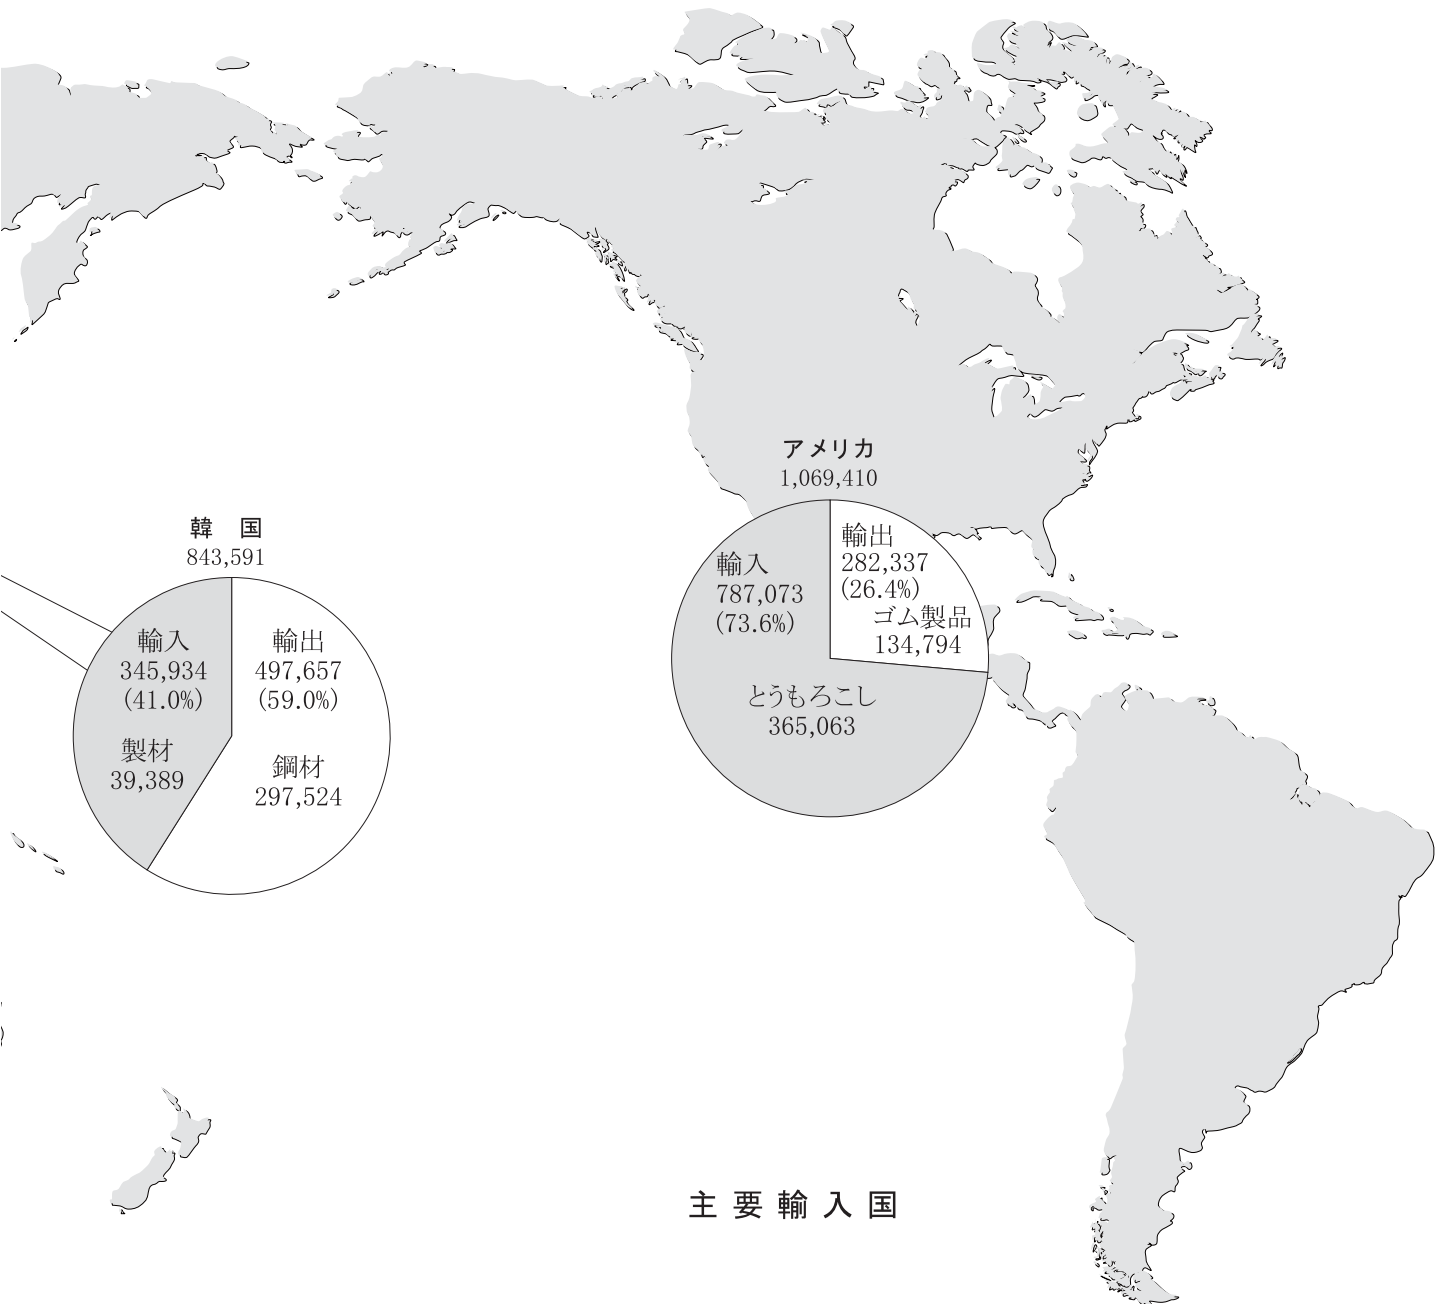 アメリカ
1,069,410
輸出
282,337
(26.4%)
ゴム製品
134,794
輸入
787,073
(73.6%)
とうもろこし
365,063
韓 国
843,591
輸入
345,934
(41.0%)
製材
39,389
輸出
497,657
(59.0%)
鋼材
297,524
主要輸入国